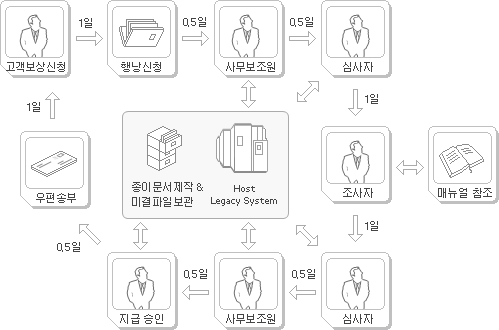 1일
0,5일
0,5일
고객보상신청
행낭신청
사무보조원
심사자
1일
1일
종이문서제작 &
미결파일보관
Host
Legacy System
우편송부
조사자
매뉴얼 참조
1일
0,5일
0,5일
0,5일
지급 승인
사무보조원
심사자